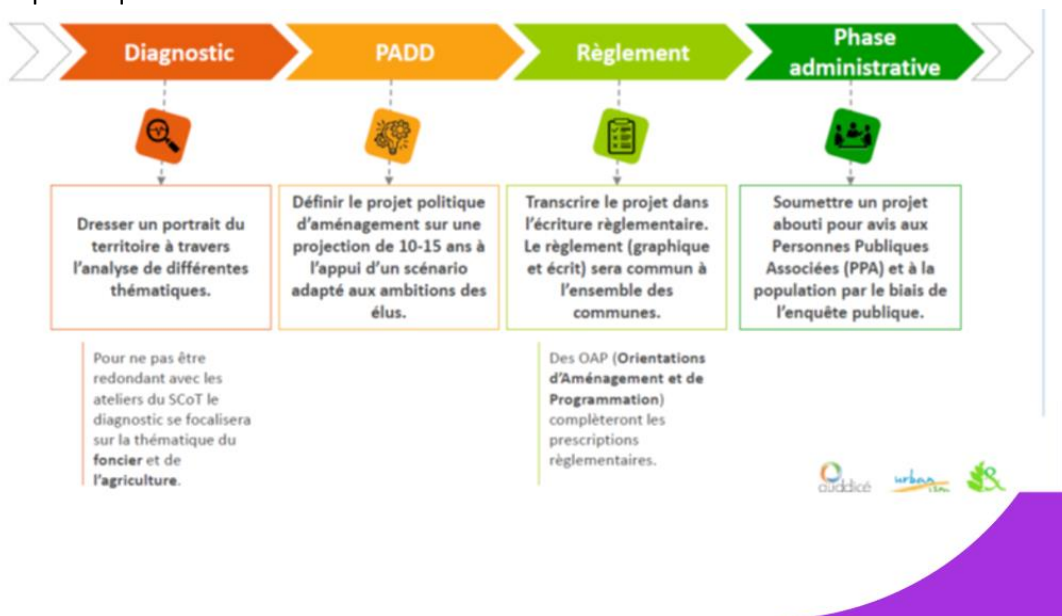 Diagnostic
PADD
Règlement
Phase
administrative
Dresser un portrait du
territoire à travers
l'analyse de différentes
thématiques.
Définir le projet politique
d'aménagement sur une
projection de 10-15 ans à
l'appui d'un scénario
adapté aux ambitions des
élus.
Transcrire le projet dans
l'écriture règlementaire.
Le règlement (graphique
et écrit) sera commun à
l'ensemble des
communes.
Soumettre un projet
abouti pour avis aux
Personnes Publiques
Associées (PPA) et à la
population par le biais de
l'enquête publique.
Pour ne pas être
redondant avec les
ateliers du SCoT le
diagnostic se focalisera
sur la thématique du
foncier et de
l'agriculture.
Des OAP (Orientations
d'Aménagement et de
Programmation)
complèteront les
prescriptions
règlementaires.
auddicé
urban